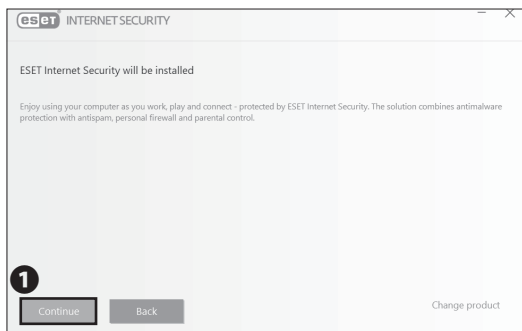 eset INTERNET SECURITY
ESET Internet Security will be installed
Enjoy using your computer as you work, play and connect - protected by ESET Internet Security. The solution combines antimalware
protection with antispam, personal firewall and parental control.
1
Continue Back Change product